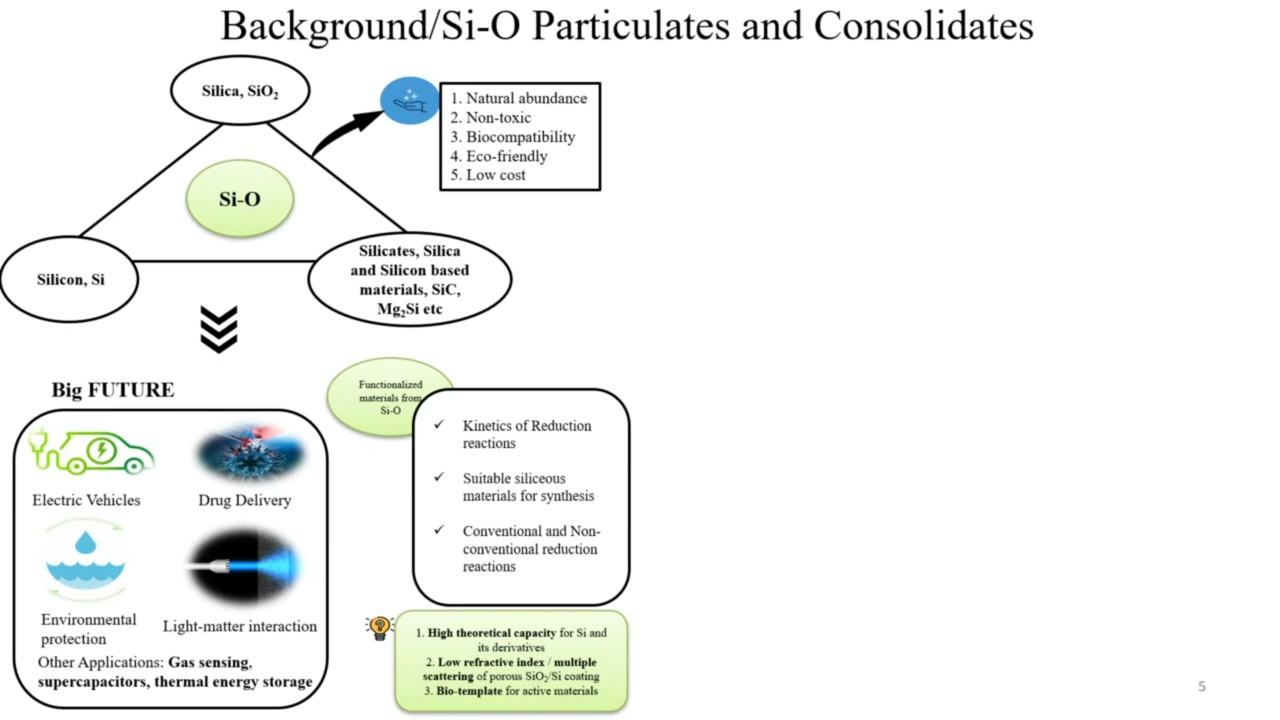 Background/Si-O Particulates and Consolidates
Silica, SiO₂
1. Natural abundance
2. Non-toxic
3. Biocompatibility
4. Eco-friendly
5. Low cost
Si-O
Silicon, Si
Silicates, Silica
and Silicon based
materials, SiC,
Mg₂Si etc
Big FUTURE
Electric Vehicles
Drug Delivery
Environmental
protection
Light-matter interaction
Other Applications: Gas sensing,
supercapacitors, thermal energy storage
Functionalized
materials from
Si-O
✓ Kinetics of Reduction
reactions
✓ Suitable siliceous
materials for synthesis
✓ Conventional and Non-
conventional reduction
reactions
1. High theoretical capacity for Si and
its derivatives
2. Low refractive index / multiple
scattering of porous SiO₂/Si coating
3. Bio-template for active materials
5